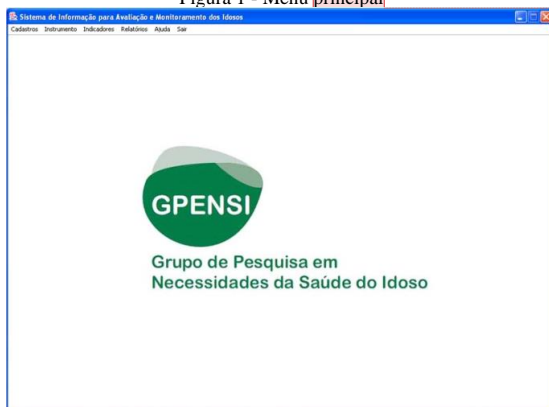 Figura 1 - Menu principal
Sistema de Informação para Avaliação e Monitoramento dos Idosos
Cadastros Instrumento Indicadores Relatórios Ajuda Sair
GPENSI
Grupo de Pesquisa em
Necessidades da Saúde do Idoso